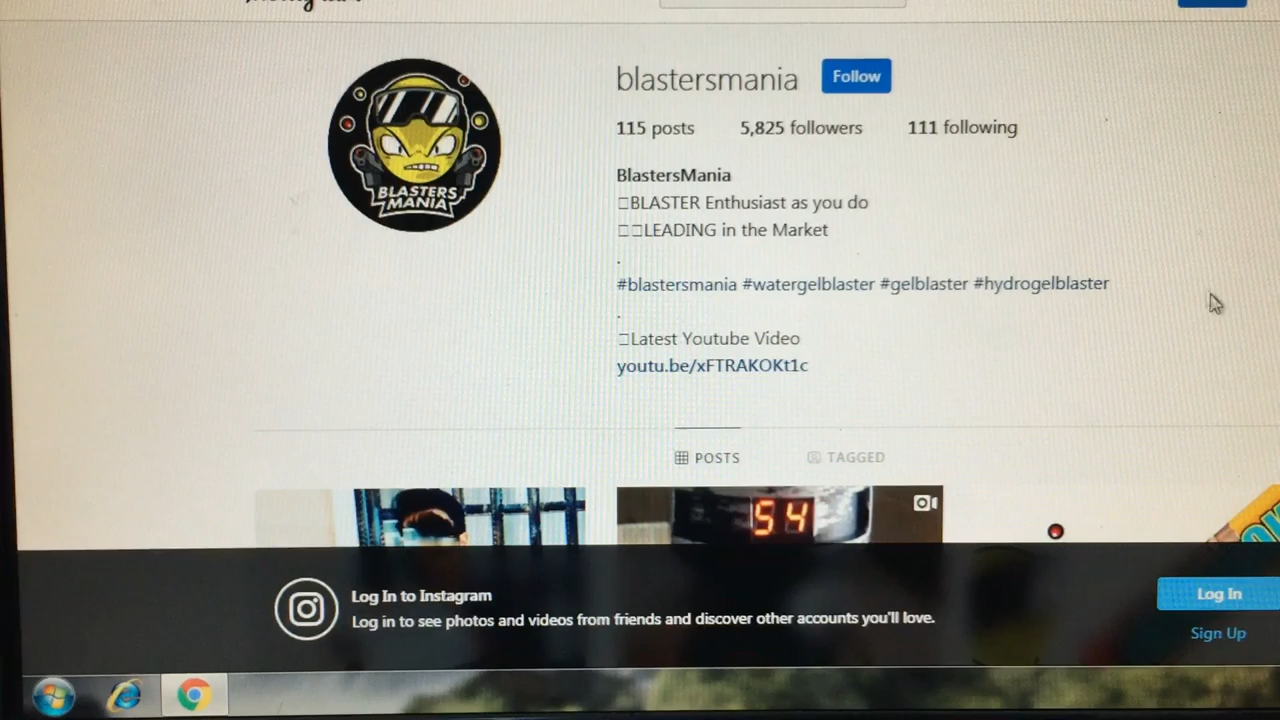 blastersmania Follow
115 posts 5,825 followers 111 following
BLASTERS
MANIA
BlastersMania
BLASTER Enthusiast as you do
LEADING in the Market
.
#blastersmania #watergelblaster #gelblaster #hydrogelblaster
.
Latest Youtube Video
youtu.be/xFTRAKOKt1c
POSTS TAGGED
54
Log In to Instagram
Log in to see photos and videos from friends and discover other accounts you'll love.
Log In
Sign Up